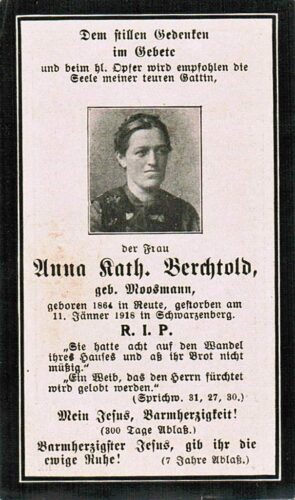 Dem stillen Gedenken
im Gebete
und beim hl. Opfer wird empfohlen die
Seele meiner teuren Gattin,
der Frau
Anna Kath. Berchtold,
geb. Moosmann,
geboren 1864 in Reute, gestorben am
11. Jänner 1918 in Schwarzenberg.
R. I. P.
„Sie hatte acht auf den Wandel
ihres Hauses und aß ihr Brot nicht
müßig.“
„Ein Weib, das den Herrn fürchtet
wird gelobt werden.“
(Sprichw. 31, 27, 30.)
Mein Jesus, Barmherzigkeit!
(300 Tage Ablaß.)
Barmherzigster Jesus, gib ihr die
ewige Ruhe! (7 Jahre Ablaß.)